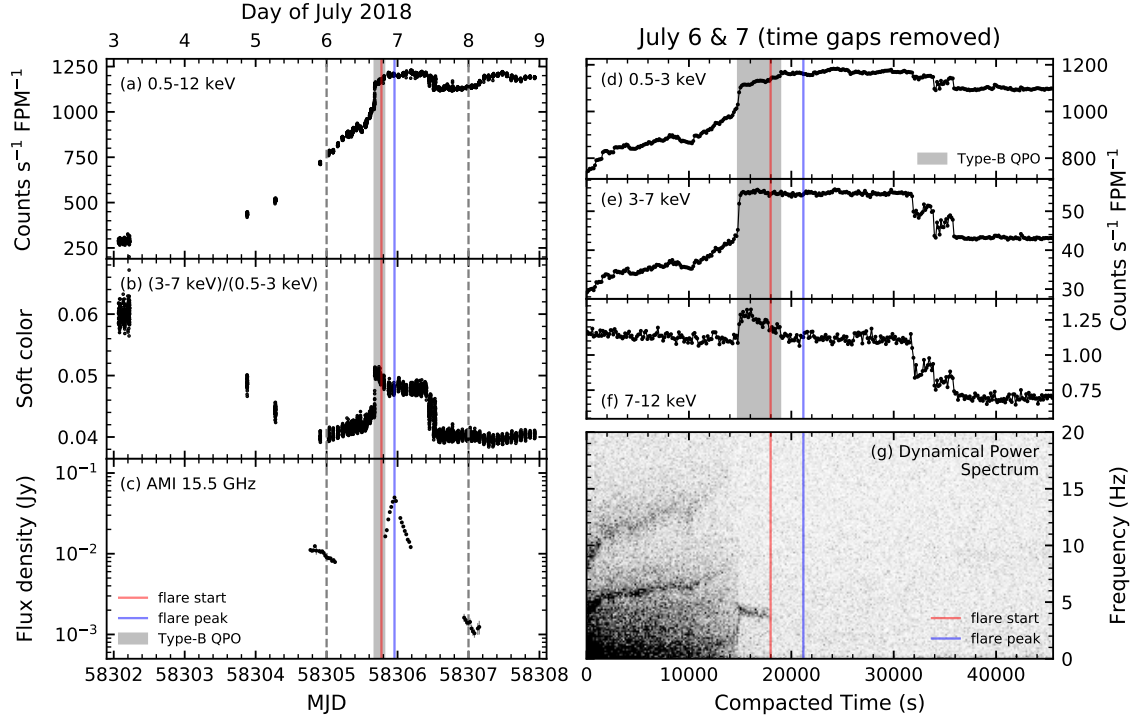 Day of July 2018
3 4 5 6 7 8 9
(a) 0.5-12 keV
1250
1000
750
500
250
Counts s⁻¹ FPM⁻¹
(b) (3-7 keV)/(0.5-3 keV)
0.06
0.05
0.04
Soft color
(c) AMI 15.5 GHz
10⁻¹
10⁻²
10⁻³
Flux density (Jy)
flare start
flare peak
Type-B QPO
58302 58303 58304 58305 58306 58307 58308
MJD
July 6 & 7 (time gaps removed)
(d) 0.5-3 keV
1200
1000
800
Type-B QPO
(e) 3-7 keV
50
40
30
Counts s⁻¹ FPM⁻¹
1.25
1.00
0.75
(f) 7-12 keV
(g) Dynamical Power
Spectrum
20
15
10
5
0
Frequency (Hz)
flare start
flare peak
0 10000 20000 30000 40000
Compacted Time (s)